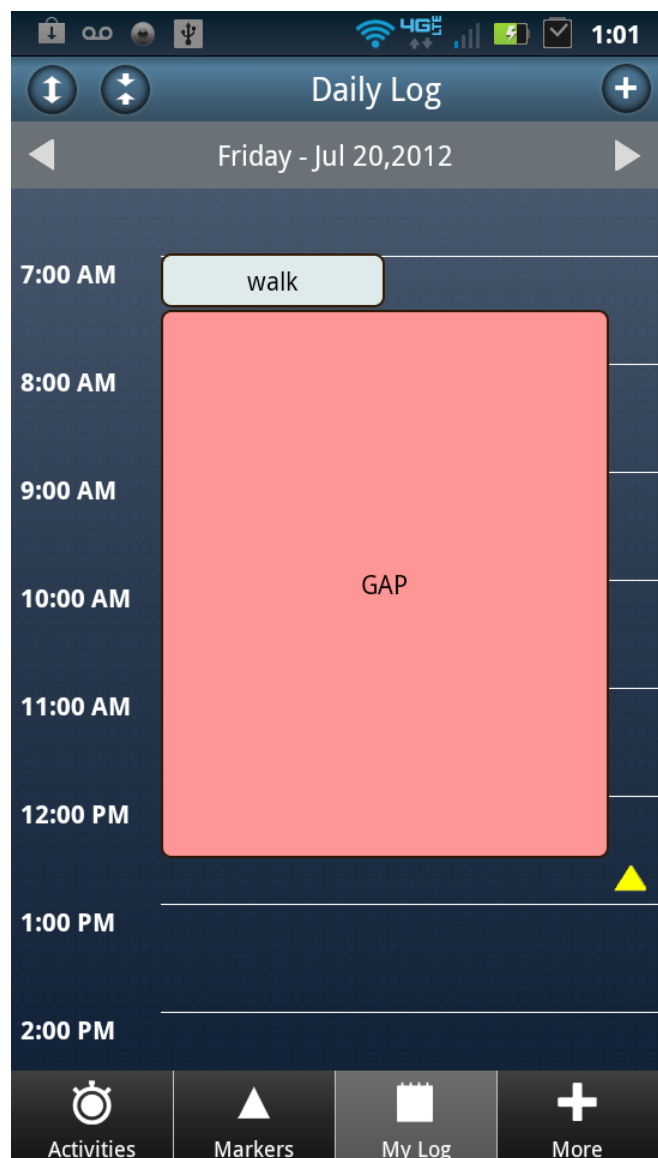 4G LTE 1:01
Daily Log
Friday - Jul 20,2012
7:00 AM
walk
8:00 AM
9:00 AM
GAP
10:00 AM
11:00 AM
12:00 PM
1:00 PM
2:00 PM
Activities Markers My Log More